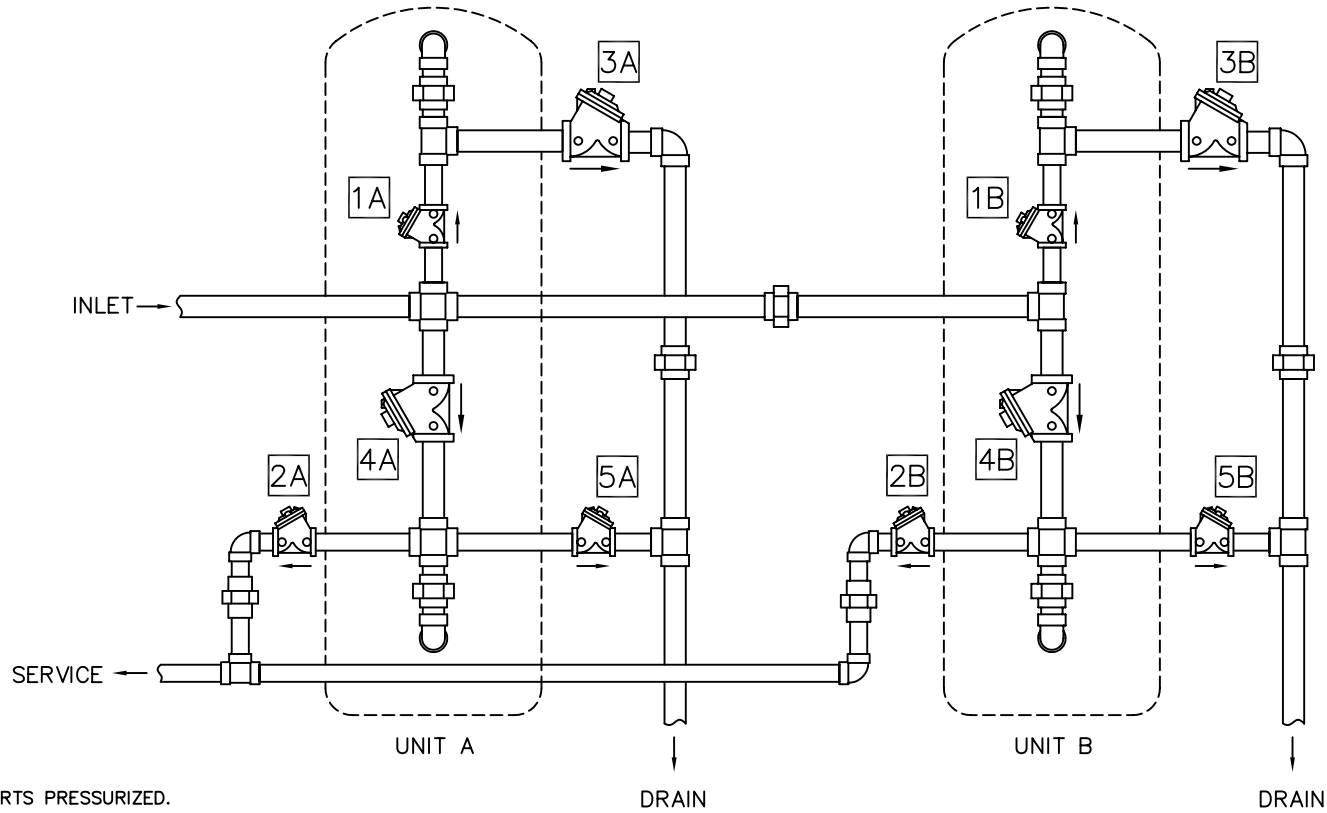 3A
3B
1A
1B
INLET
4A
4B
2A
5A
2B
5B
SERVICE
UNIT A
UNIT B
RTS PRESSURIZED.
DRAIN
DRAIN